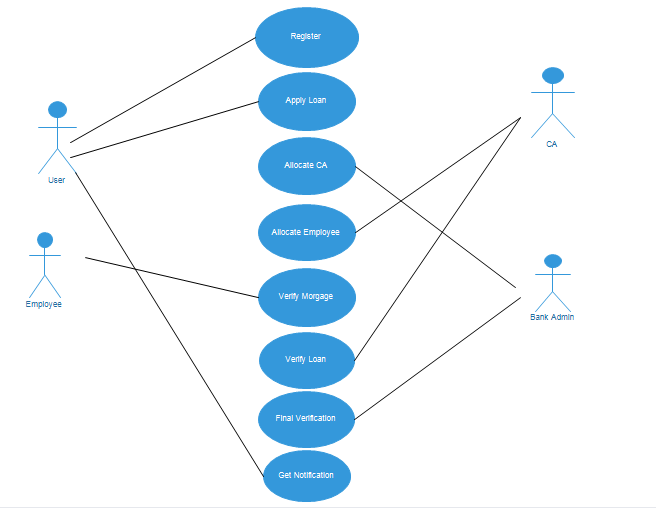 Register
Apply Loan
Allocate CA
Allocate Employee
Verify Morgage
Verify Loan
Final Verification
Get Notification
User
Employee
CA
Bank Admin